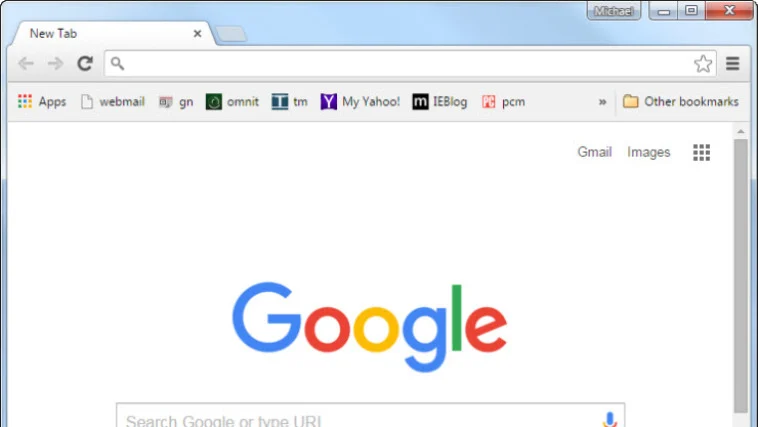 Michael
New Tab
Apps webmail gn omnit tm My Yahoo! IEBlog pcm » Other bookmarks
Gmail Images
Google
Search Google or type URL